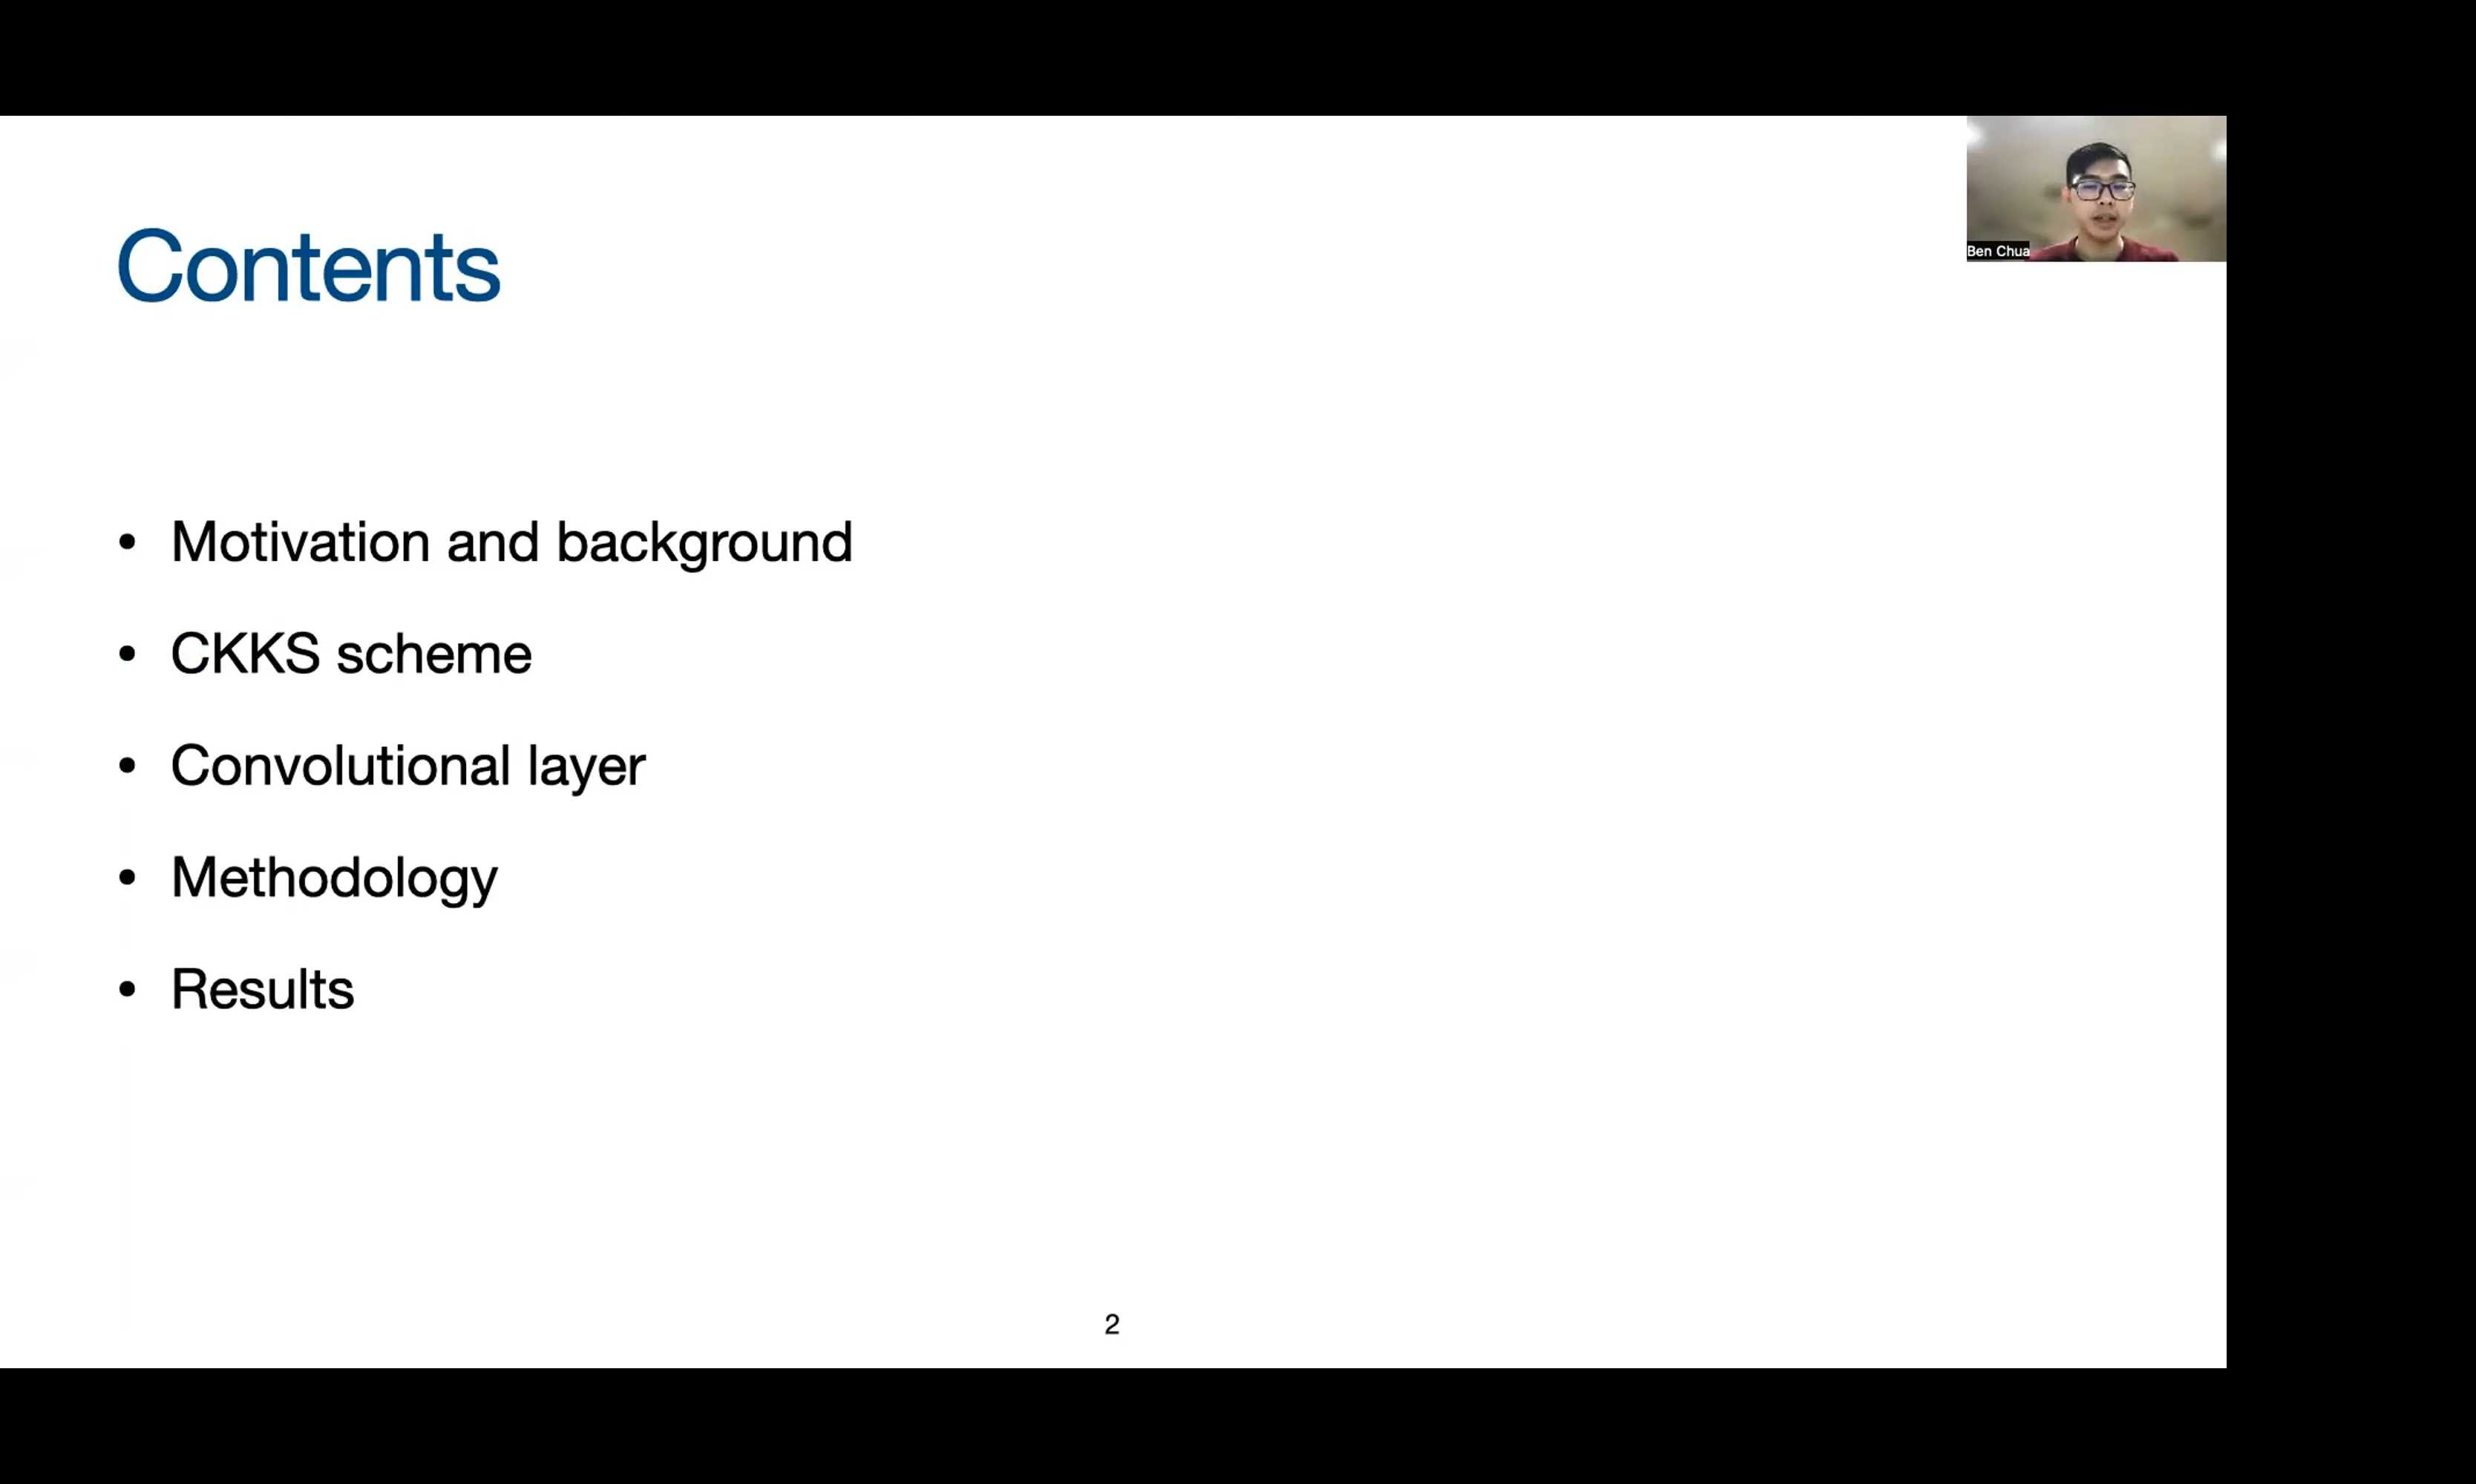 Contents
Ben Chua
• Motivation and background
• CKKS scheme
• Convolutional layer
• Methodology
• Results
2